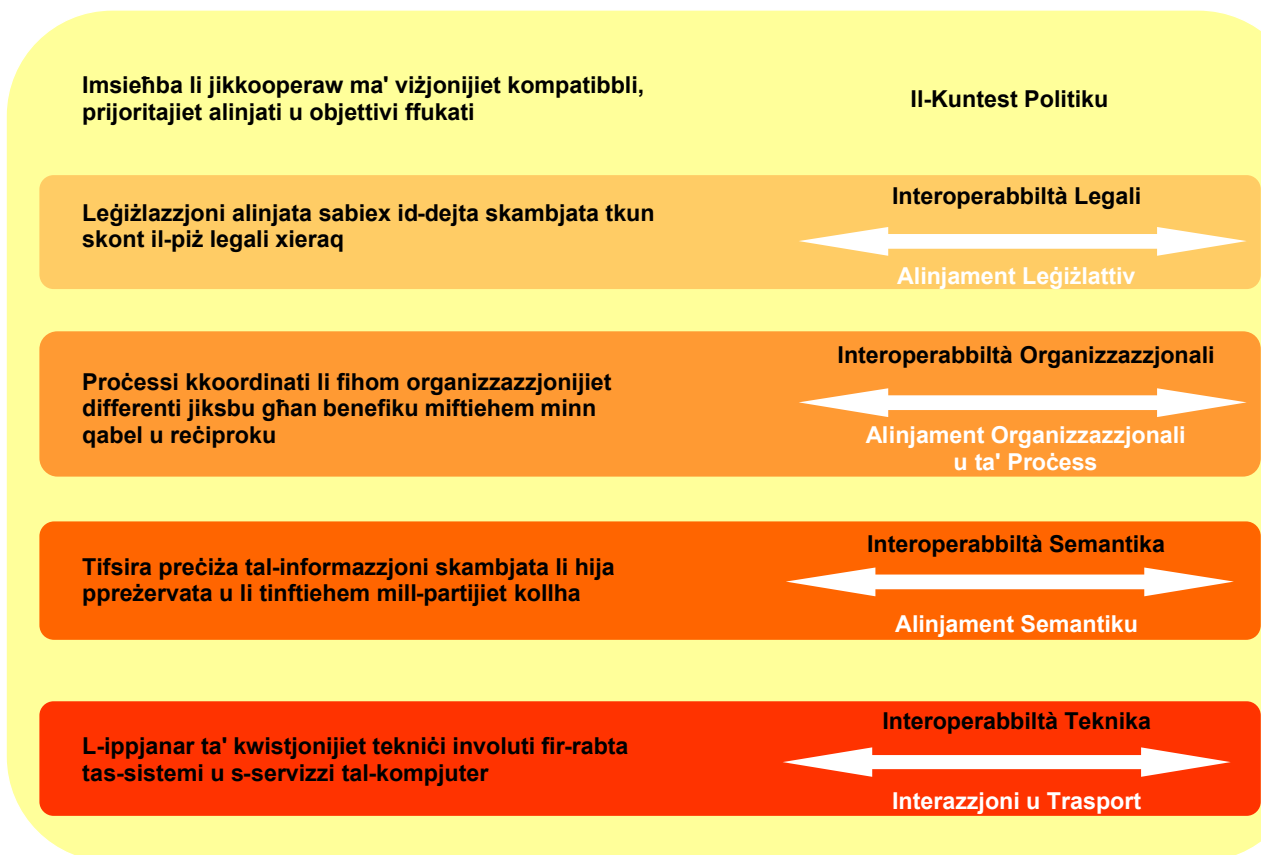 Imsieħba li jikkooperaw ma' viżjonijiet kompatibbli,
prijoritajiet alinjati u objettivi ffukati
Il-Kuntest Politiku
Leġiżlazzjoni alinjata sabiex id-dejta skambjata tkun
skont il-piż legali xieraq
Interoperabbiltà Legali
Alinjament Leġiżlattiv
Proċessi kkoordinati li fihom organizzazzjonijiet
differenti jiksbu għan benefiku miftiehem minn
qabel u reċiproku
Interoperabbiltà Organizzazzjonali
Alinjament Organizzazzjonali
u ta' Proċess
Tifsira preċiża tal-informazzjoni skambjata li hija
ppreżervata u li tinftiehem mill-partijiet kollha
Interoperabbiltà Semantika
Alinjament Semantiku
L-ippjanar ta' kwistjonijiet tekniċi involuti fir-rabta
tas-sistemi u s-servizzi tal-kompjuter
Interoperabbiltà Teknika
Interazzjoni u Trasport